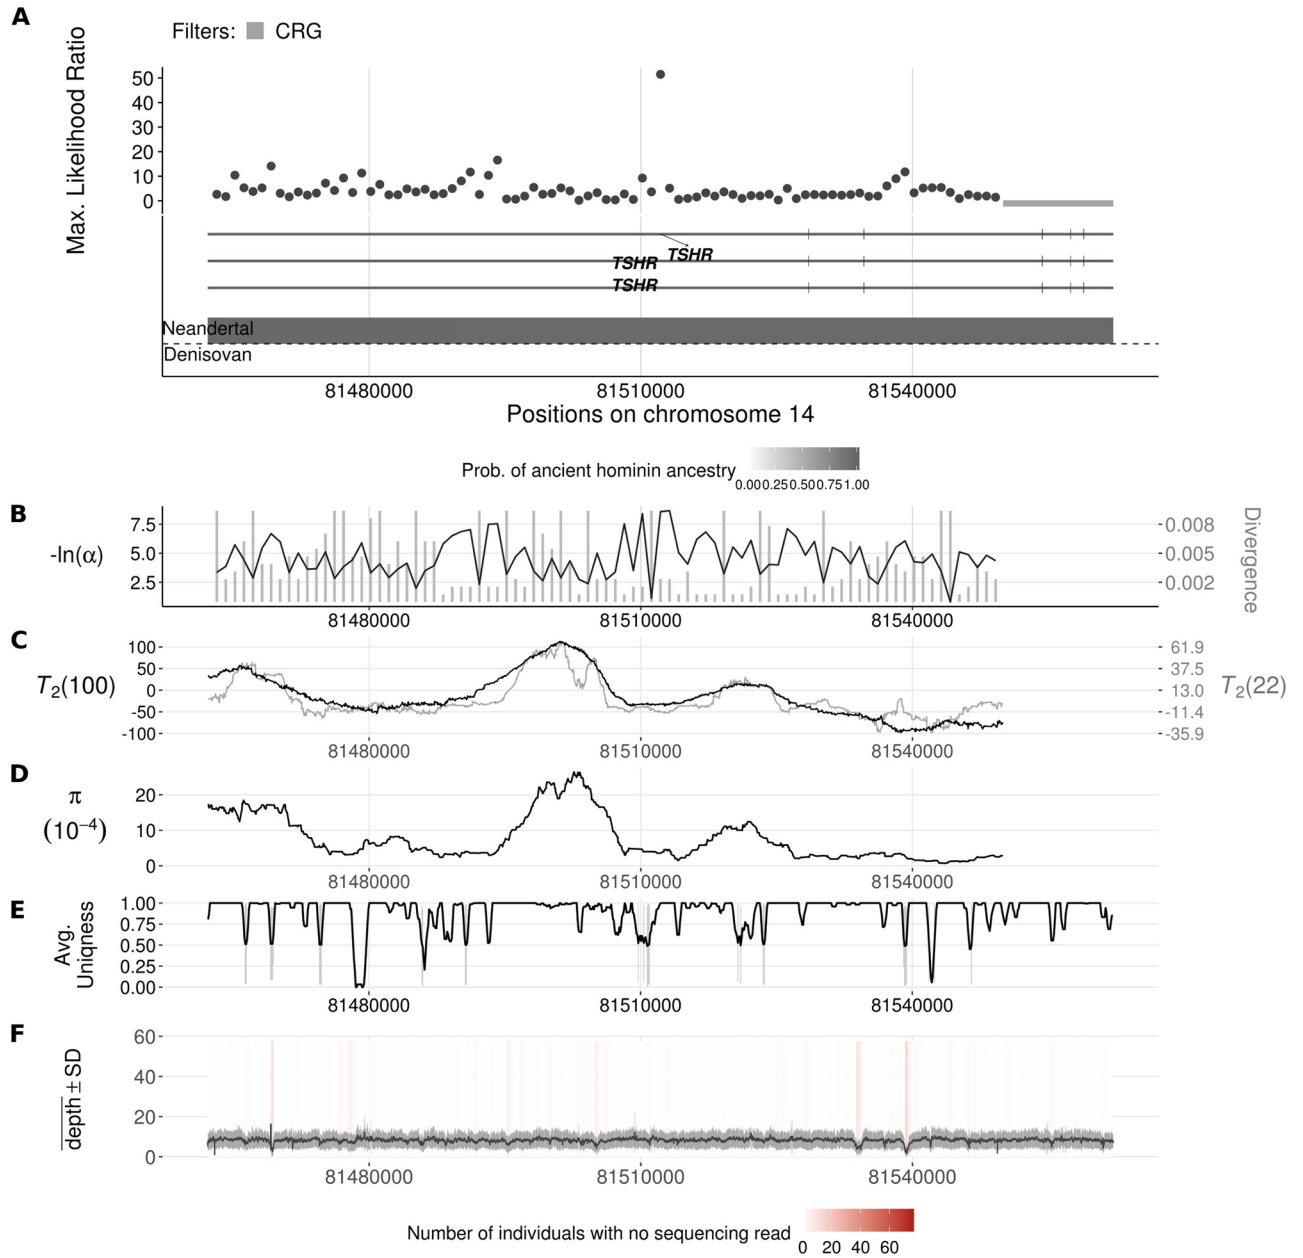 A
Filters: CRG
Max. Likelihood Ratio
50
40
30
20
10
0
TSHR
TSHR
TSHR
Neandertal
Denisovan
81480000 81510000 81540000
Positions on chromosome 14
Prob. of ancient hominin ancestry
0.00 0.25 0.50 0.75 1.00
B
-ln(α)
7.5
5.0
2.5
0.008
0.005
0.002
Divergence
81480000 81510000 81540000
C
T₂(100)
100
50
0
-50
-100
61.9
37.5
13.0
-11.4
-35.9
T₂(22)
81480000 81510000 81540000
D
π
(10⁻⁴)
20
10
0
81480000 81510000 81540000
E
Avg.
Uniqness
1.00
0.75
0.50
0.25
0.00
81480000 81510000 81540000
F
depth ± SD
60
40
20
0
81480000 81510000 81540000
Number of individuals with no sequencing read
0 20 40 60